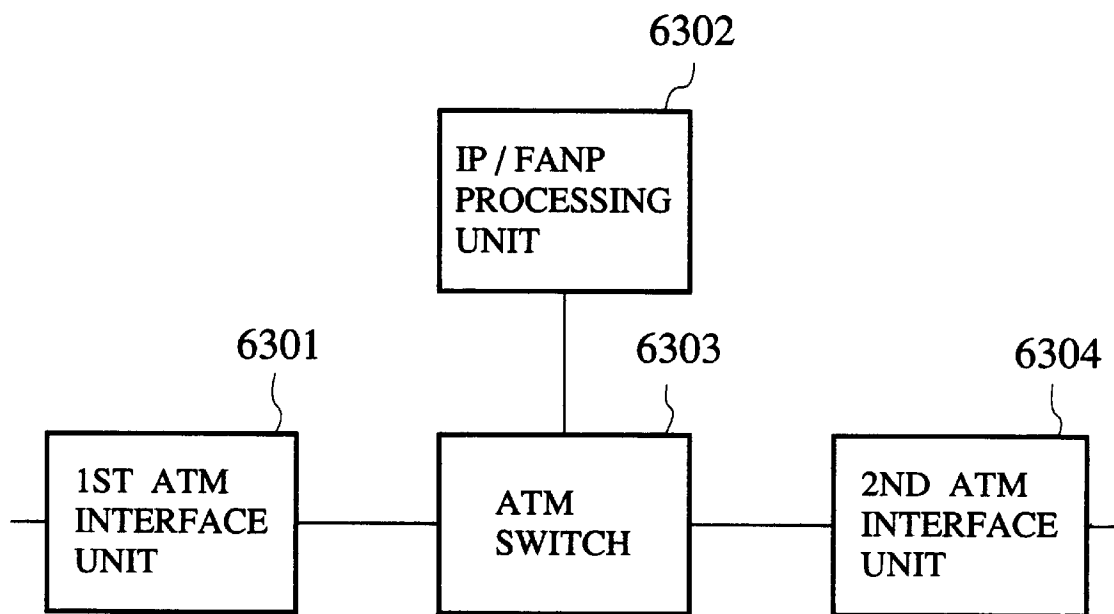 6302
IP / FANP
PROCESSING
UNIT
6301
6303
6304
1ST ATM
INTERFACE
UNIT
ATM
SWITCH
2ND ATM
INTERFACE
UNIT